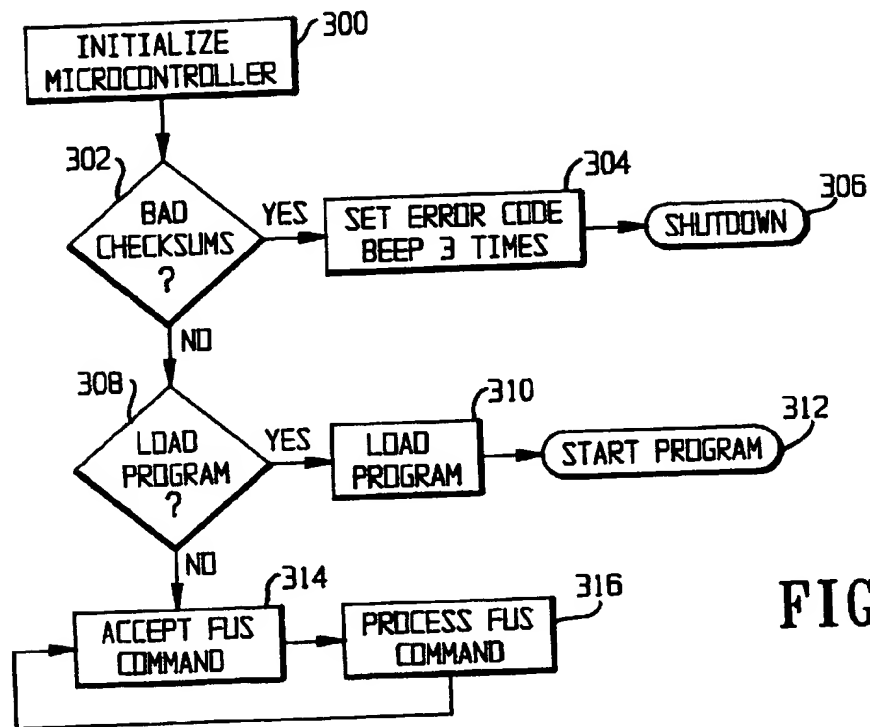 INITIALIZE
MICROCONTROLLER
300
302
BAD
CHECKSUMS
?
YES
304
SET ERROR CODE
BEEP 3 TIMES
306
SHUTDOWN
NO
308
LOAD
PROGRAM
?
YES
310
LOAD
PROGRAM
312
START PROGRAM
NO
314
ACCEPT FUS
COMMAND
316
PROCESS FUS
COMMAND
FIG